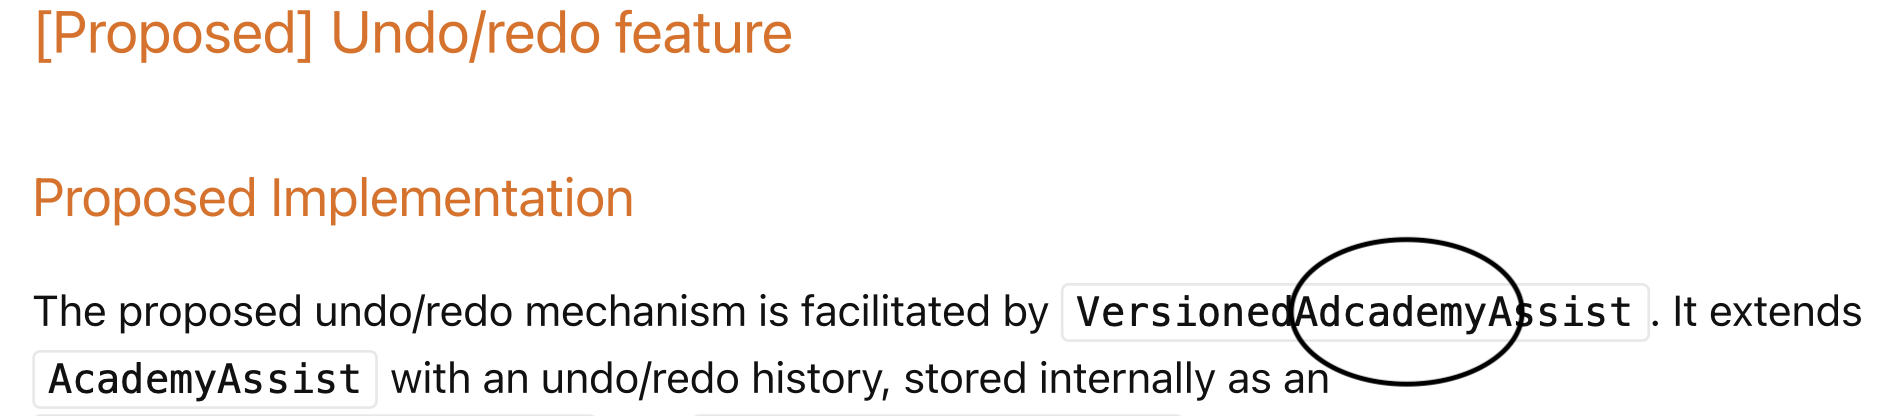 [Proposed] Undo/redo feature
Proposed Implementation
The proposed undo/redo mechanism is facilitated by VersionedAdcademyAssist. It extends
AcademyAssist with an undo/redo history, stored internally as an